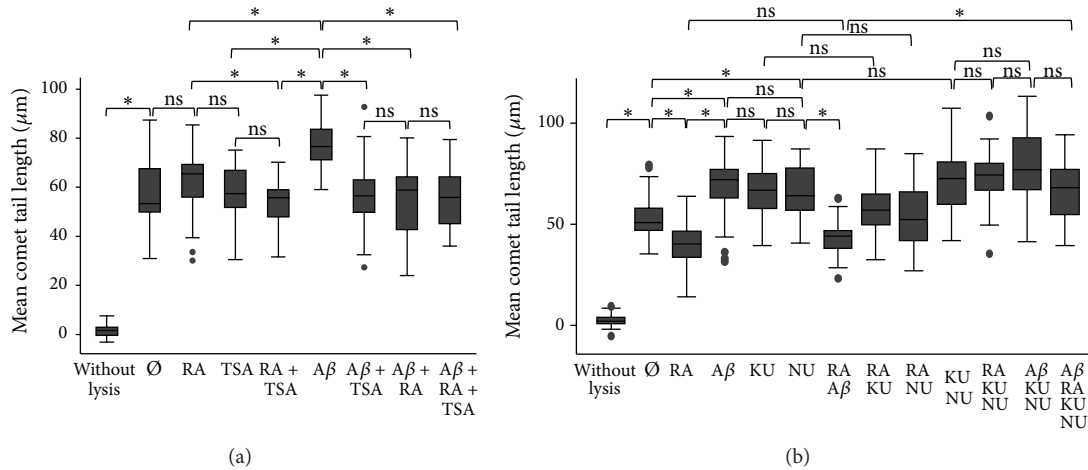 *
*
*
*
*
*
*
*
ns
ns
ns
ns
ns
100
80
60
40
20
0
Mean comet tail length (μm)
Without lysis
Ø
RA
TSA
RA + TSA
Aβ
Aβ + TSA
Aβ + RA
Aβ + RA + TSA
(a)
ns
*
ns
ns
ns
*
ns
*
ns
ns
ns
ns
*
*
*
ns
ns
*
100
50
0
Mean comet tail length (μm)
Without lysis
Ø
RA
Aβ
KU
NU
RA Aβ
RA KU
RA NU
KU NU
RA KU NU
Aβ KU NU
Aβ RA KU NU
(b)